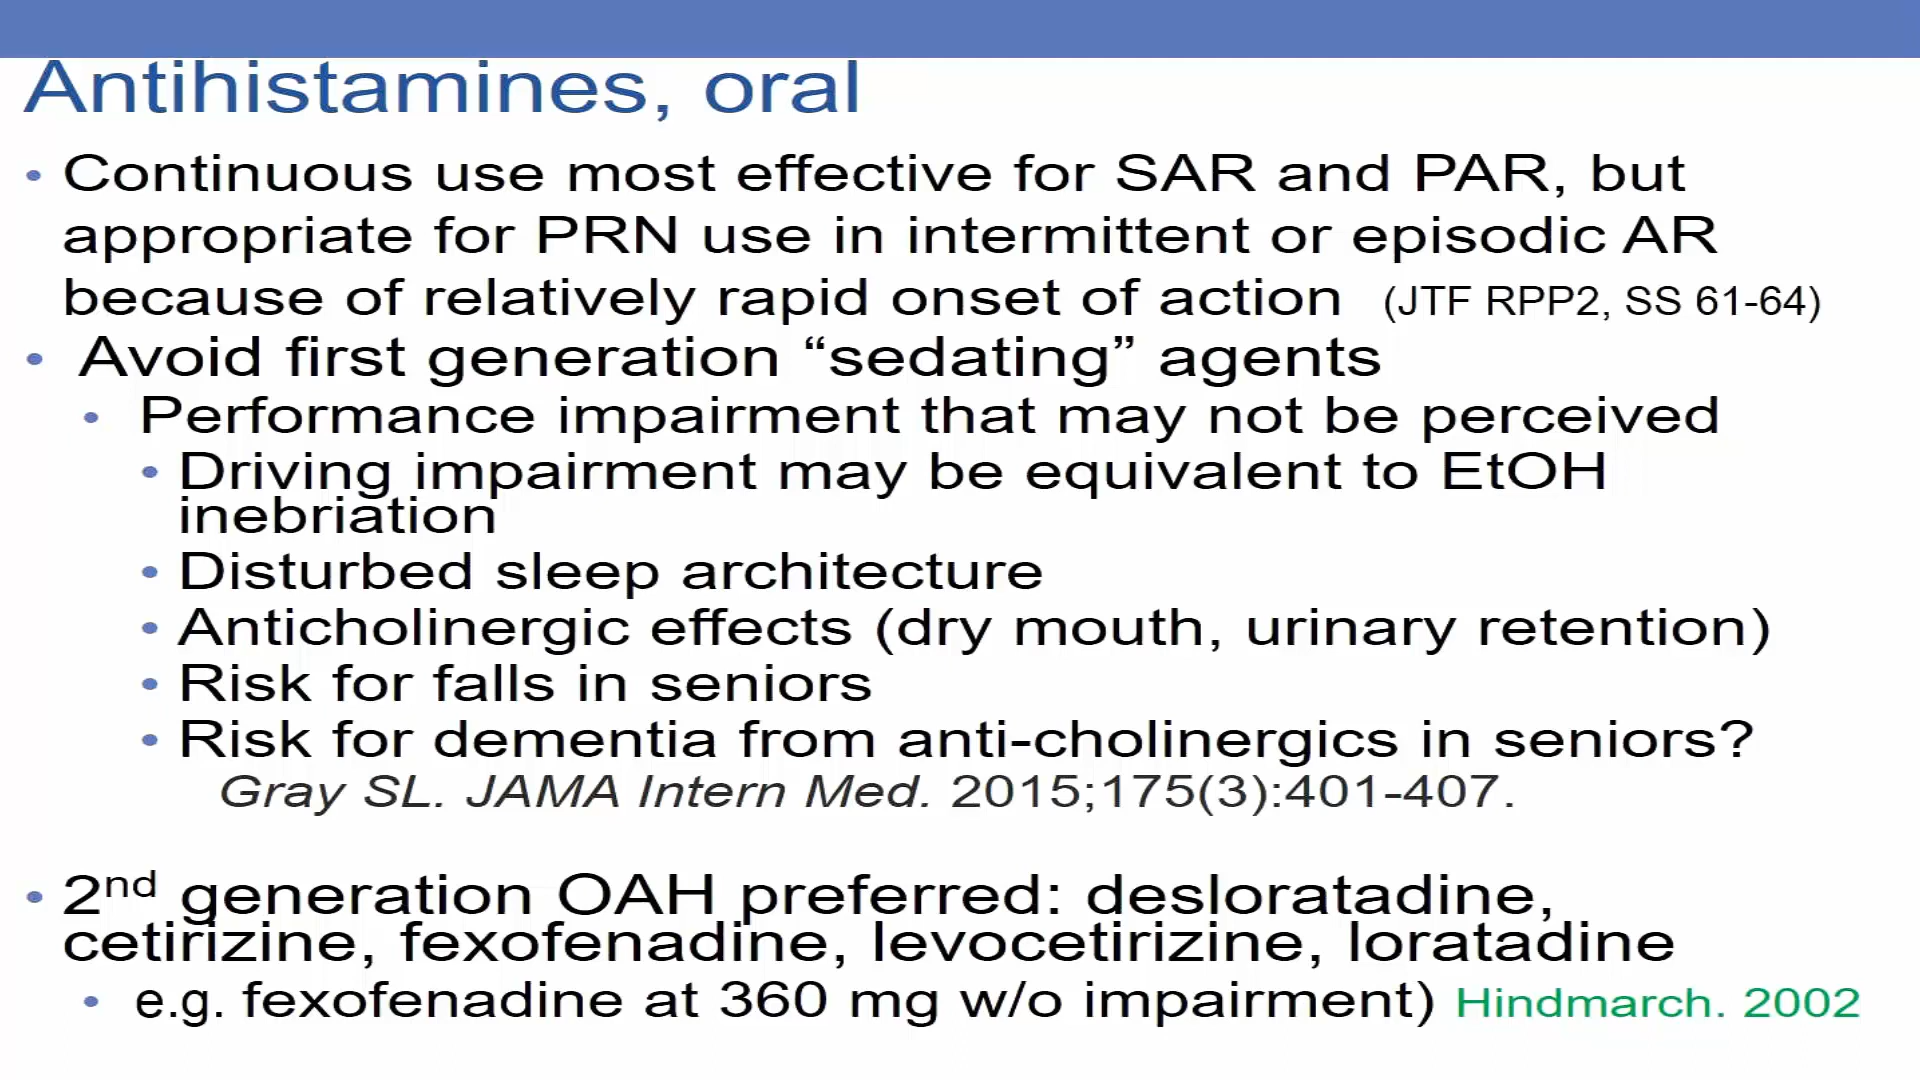 Antihistamines, oral
• Continuous use most effective for SAR and PAR, but
appropriate for PRN use in intermittent or episodic AR
because of relatively rapid onset of action (JTF RPP2, SS 61-64)
• Avoid first generation “sedating” agents
• Performance impairment that may not be perceived
• Driving impairment may be equivalent to EtOH
inebriation
• Disturbed sleep architecture
• Anticholinergic effects (dry mouth, urinary retention)
• Risk for falls in seniors
• Risk for dementia from anti-cholinergics in seniors?
Gray SL. JAMA Intern Med. 2015;175(3):401-407.
• 2nd generation OAH preferred: desloratadine,
cetirizine, fexofenadine, levocetirizine, loratadine
• e.g. fexofenadine at 360 mg w/o impairment) Hindmarch. 2002